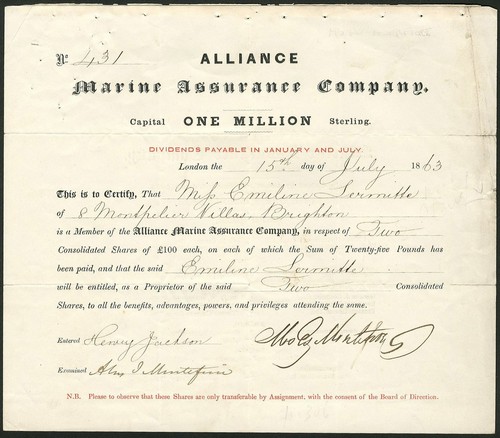 No 431
ALLIANCE
Marine Assurance Company.
Capital ONE MILLION Sterling.
DIVIDENDS PAYABLE IN JANUARY AND JULY.
London the 15th day of July 1863
This is to Certify, That Miss Emiline Lermitte
of 8 Montpelier Villas, Brighton
is a Member of the Alliance Marine Assurance Company, in respect of Two
Consolidated Shares of £100 each, on each of which the Sum of Twenty-five Pounds has
been paid, and that the said Emiline Lermitte
will be entitled, as a Proprietor of the said Two Consolidated
Shares, to all the benefits, advantages, powers, and privileges attending the same.
Entered Henry Jackson Montefiore
Examined Alex J Montefiore
N.B. Please to observe that these Shares are only transferable by Assignment, with the consent of the Board of Direction.